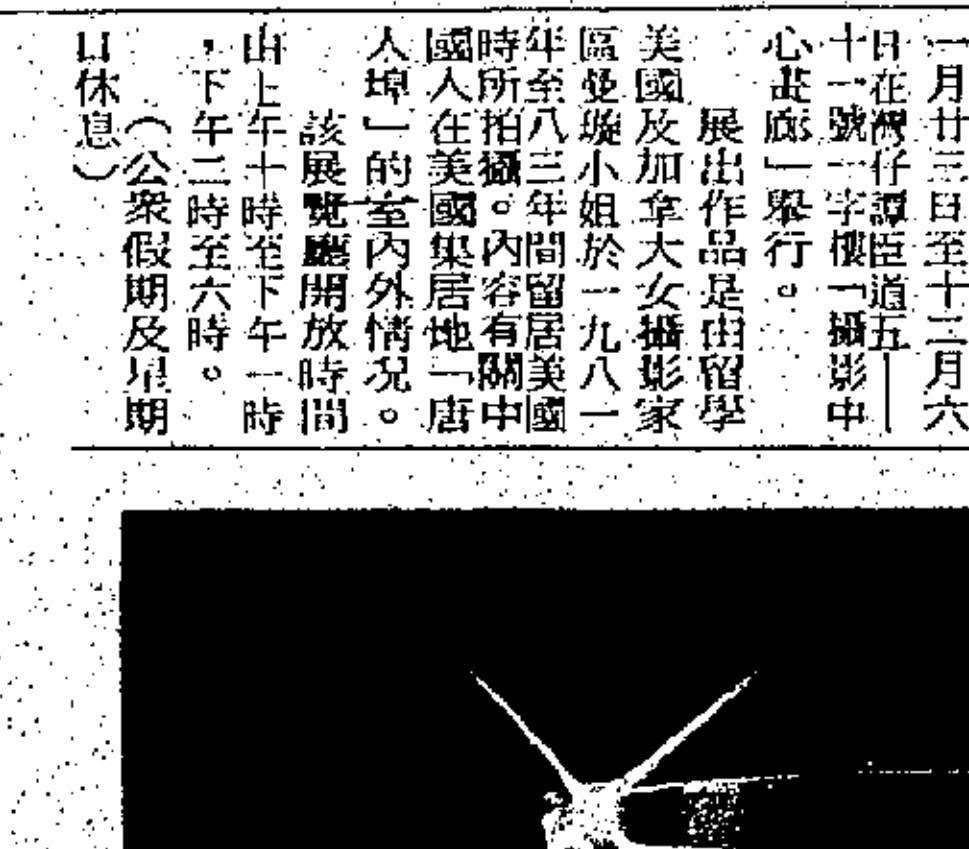 一月廿三日至十二月六
日在灣仔譚臣道五——
十一號一字樓「攝影中
心畫廊」舉行。
展出作品是由留學
美國及加拿大女攝影家
區曼璇小姐於一九八一
年至八三年間留居美國
時所拍攝。內容有關中
國人在美國集居地「唐
人埠」的室內外情況。
該展覽廳開放時間
由上午十時至下午一時
，下午二時至六時。
（公衆假期及星期
日休息）